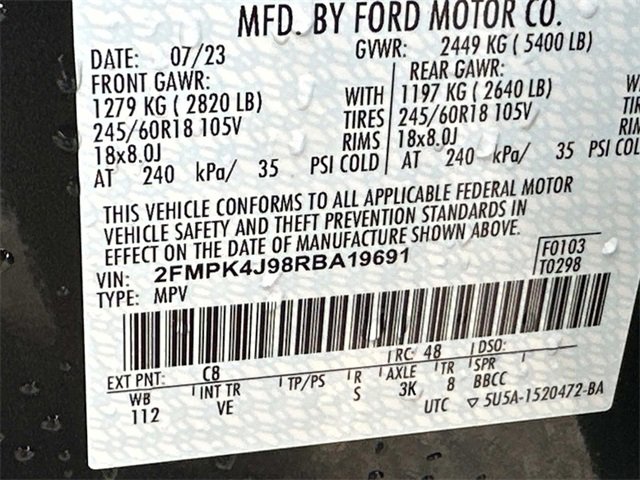 MFD. BY FORD MOTOR CO.
DATE: 07/23 GVWR: 2449 KG ( 5400 LB)
FRONT GAWR: REAR GAWR:
1279 KG ( 2820 LB) WITH 1197 KG ( 2640 LB)
245/60R18 105V TIRES 245/60R18 105V
18x8.0J RIMS 18x8.0J
AT 240 kPa/ 35 PSI COLD AT 240 kPa/ 35 PSI COL
THIS VEHICLE CONFORMS TO ALL APPLICABLE FEDERAL MOTOR
VEHICLE SAFETY AND THEFT PREVENTION STANDARDS IN
EFFECT ON THE DATE OF MANUFACTURE SHOWN ABOVE.
VIN: 2FMPK4J98RBA19691 F0103
TYPE: MPV T0298
EXT PNT: C8 RC: 48 DSO:
WB INT TR TP/PS R AXLE TR SPR
112 VE S 3K 8 BBCC
UTC ▽ 5U5A-1520472-BA